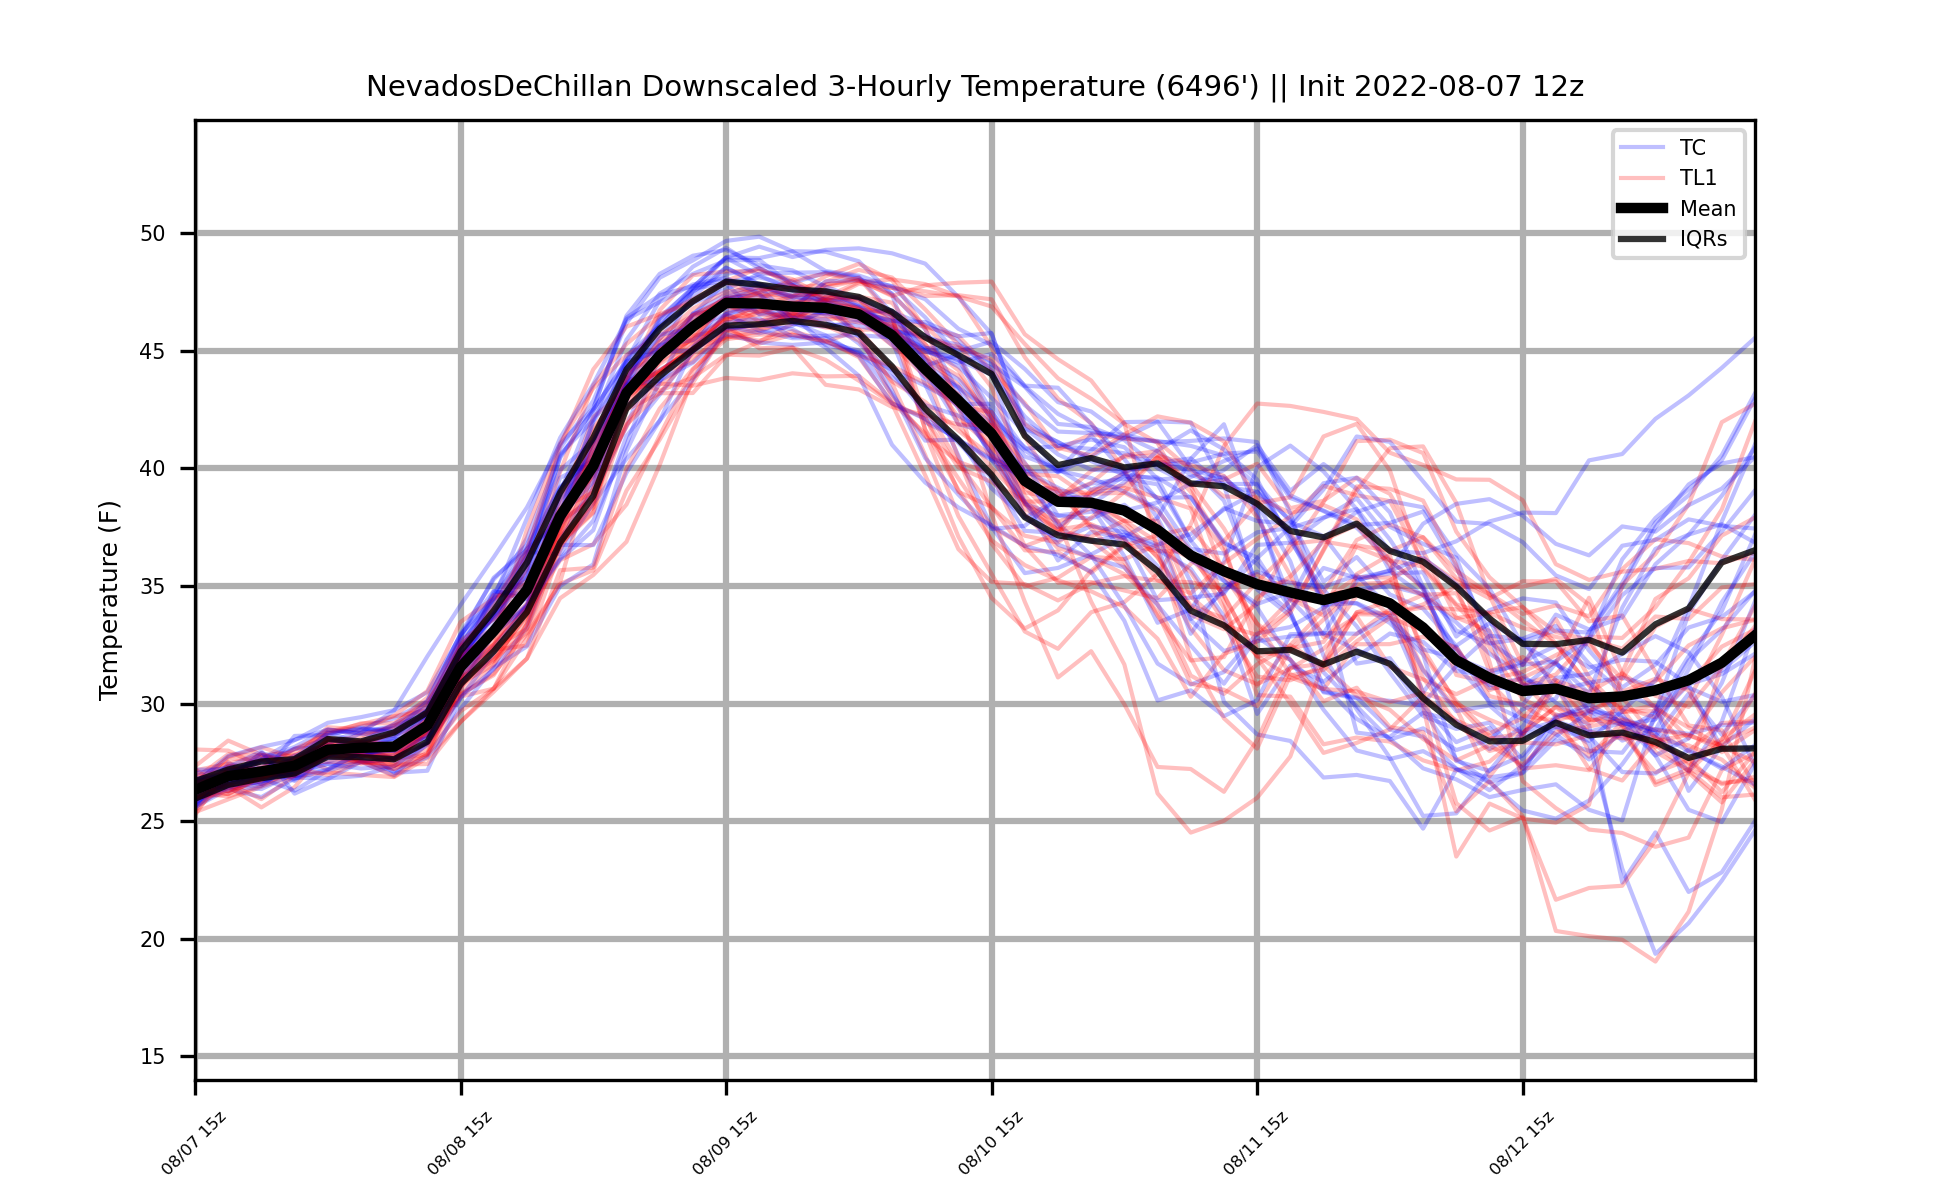 NevadosDeChillan Downscaled 3-Hourly Temperature (6496') || Init 2022-08-07 12z
TC
TL1
Mean
IQRs
Temperature (F)
50
45
40
35
30
25
20
15
08/07 15z
08/08 15z
08/09 15z
08/10 15z
08/11 15z
08/12 15z